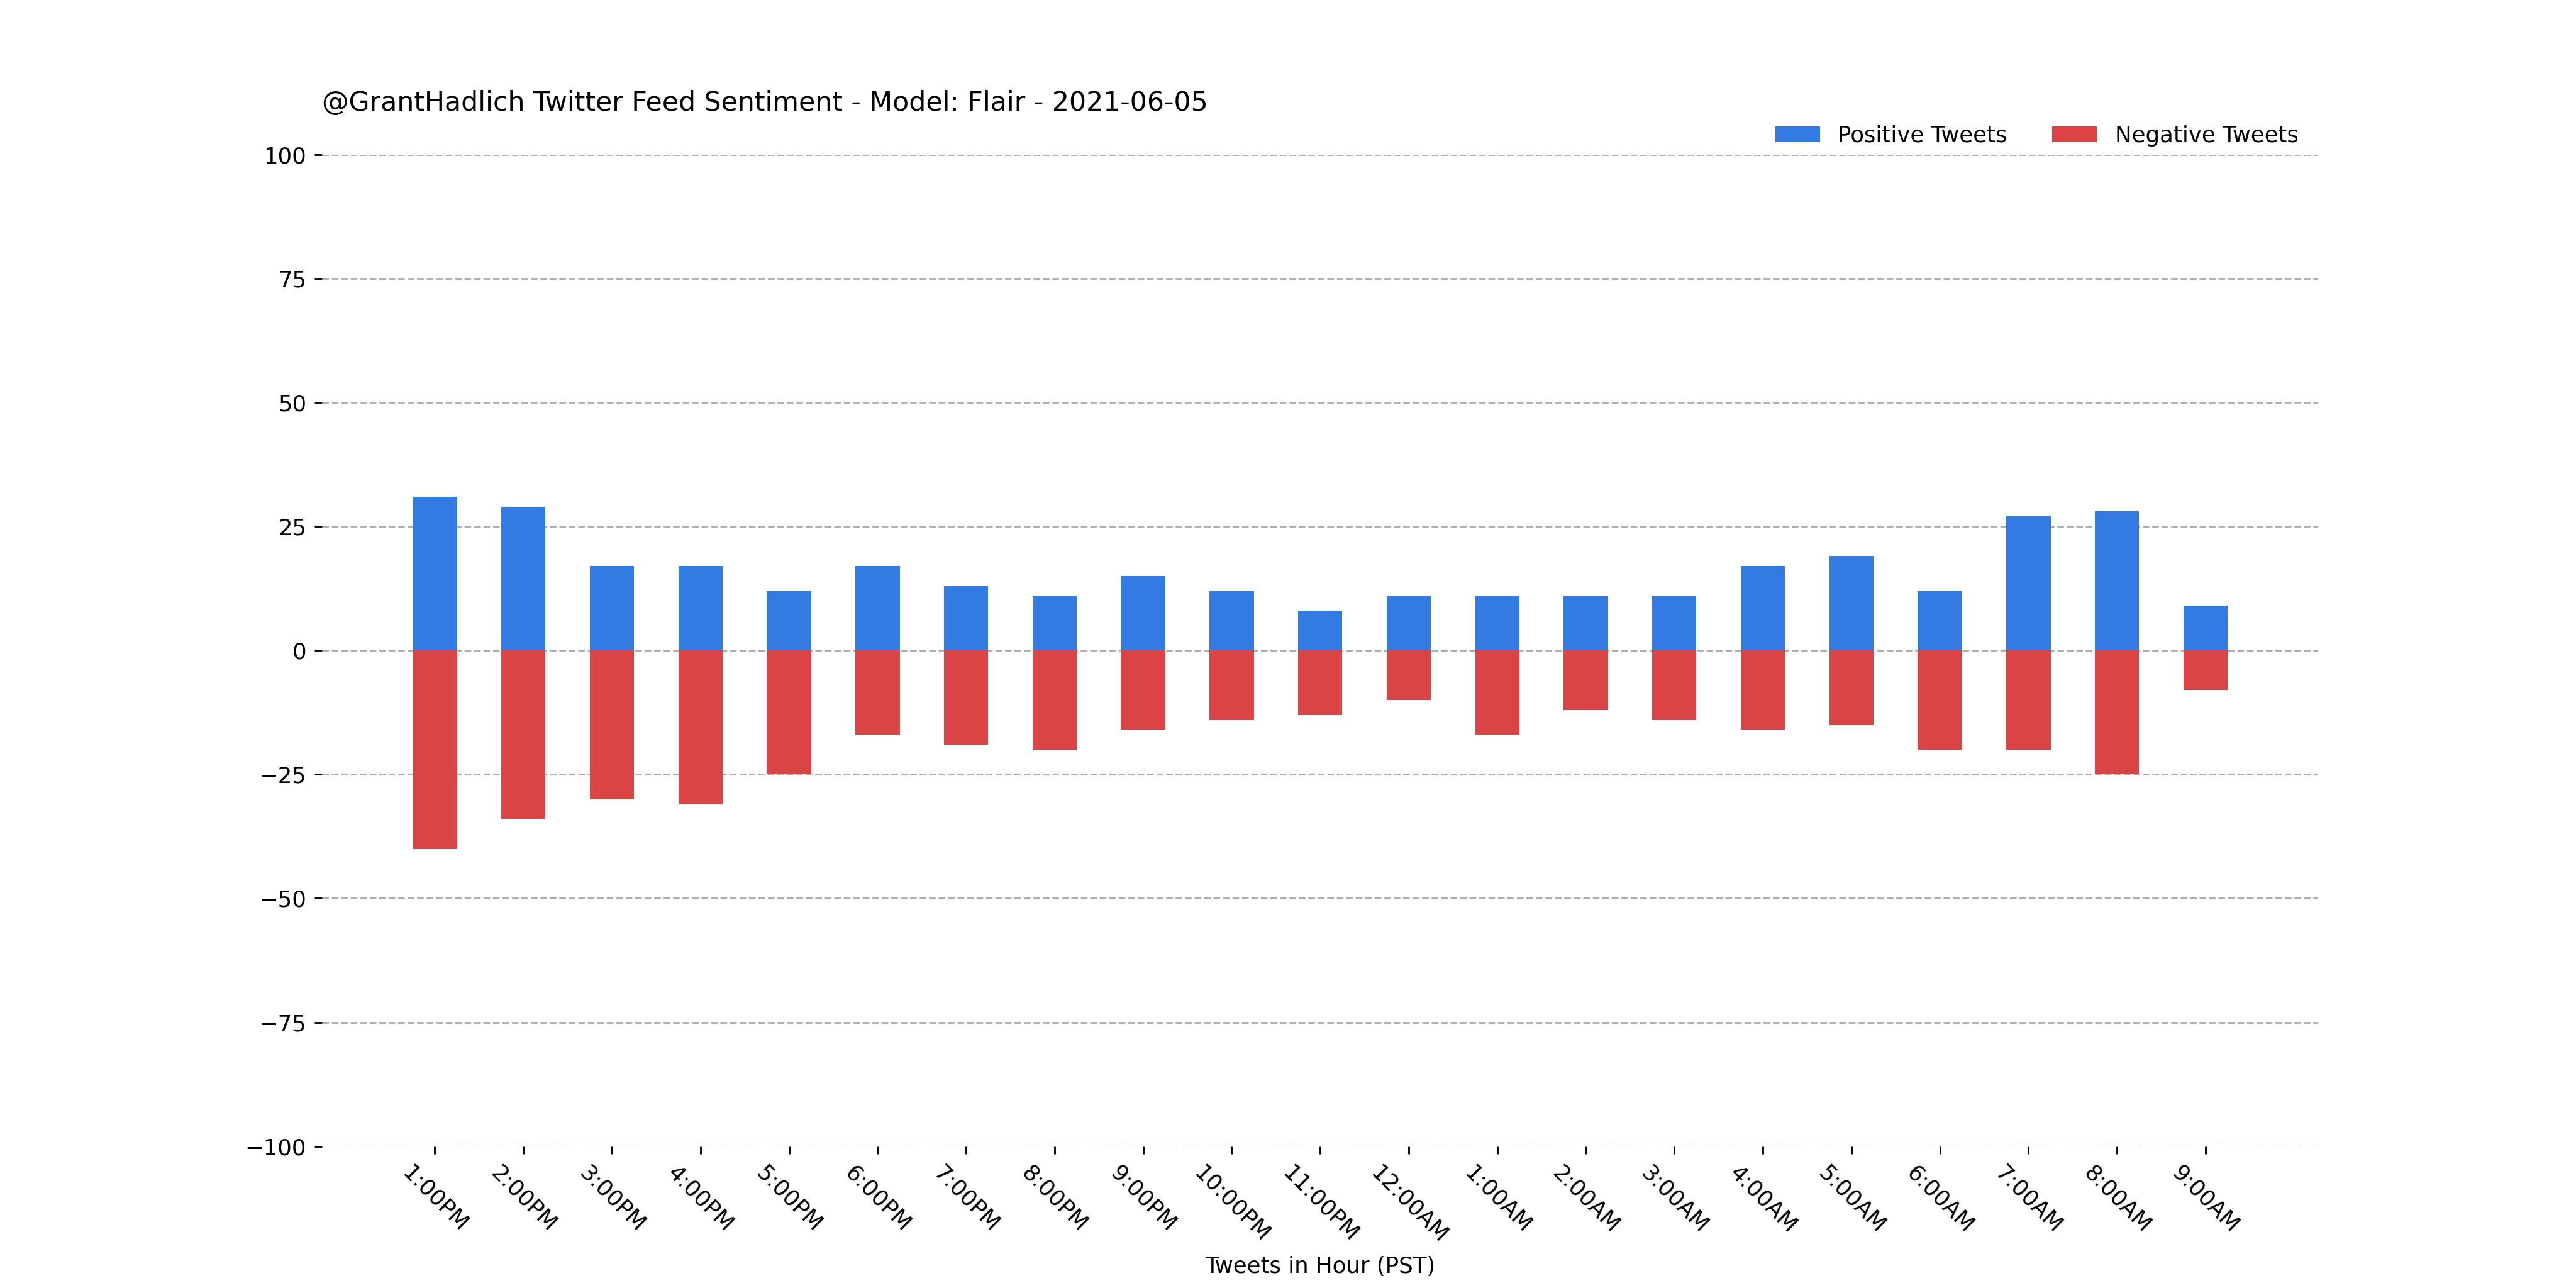 @GrantHadlich Twitter Feed Sentiment - Model: Flair - 2021-06-05
Positive Tweets
Negative Tweets
100
75
50
25
0
−25
−50
−75
−100
1:00PM
2:00PM
3:00PM
4:00PM
5:00PM
6:00PM
7:00PM
8:00PM
9:00PM
10:00PM
11:00PM
12:00AM
1:00AM
2:00AM
3:00AM
4:00AM
5:00AM
6:00AM
7:00AM
8:00AM
9:00AM
Tweets in Hour (PST)